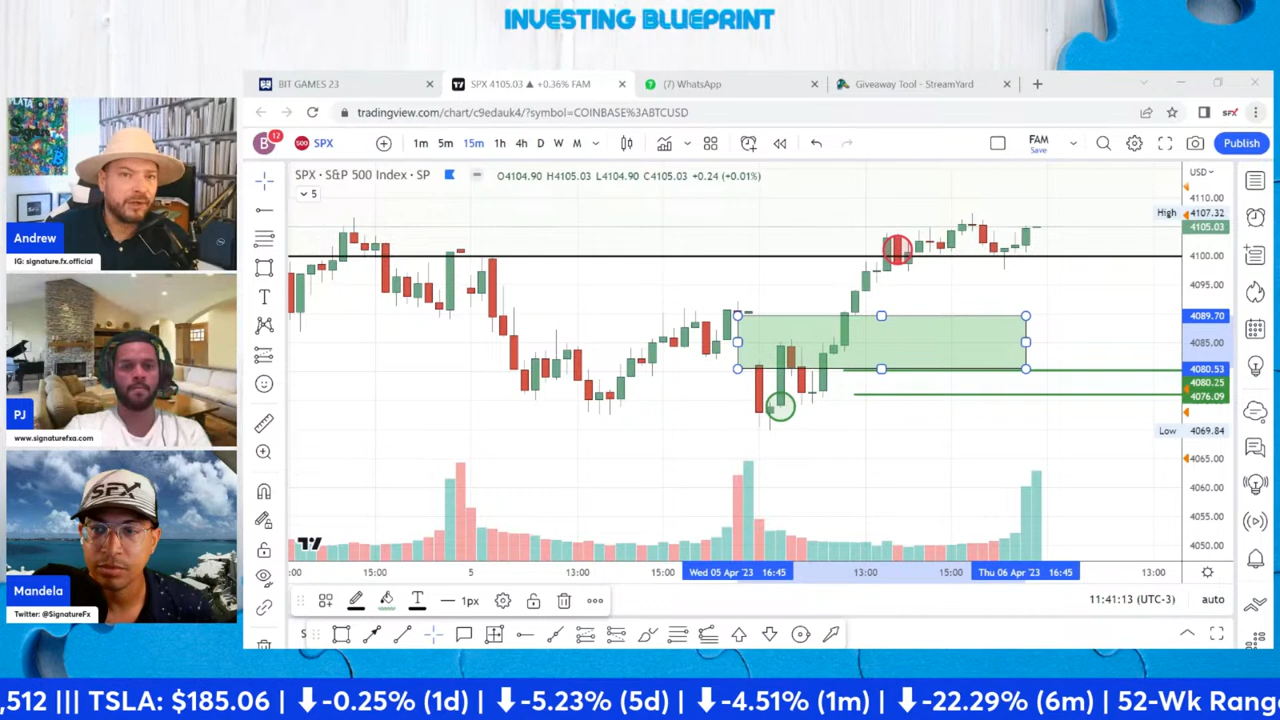 INVESTING BLUEPRINT
BIT GAMES 23
SPX 4105.03 ▲ +0.36% FAM
(7) WhatsApp
Giveaway Tool - StreamYard
tradingview.com/chart/c9edauk4/?symbol=COINBASE%3ABTCUSD
SFX
B
12
500
SPX
1m 5m 15m 1h 4h D W M
FAM
Save
Publish
SPX · S&P 500 Index · SP
O4104.90 H4105.03 L4104.90 C4105.03 +0.24 (+0.01%)
5
USD
4110.00
High 4107.32
4105.03
4100.00
4095.00
4089.70
4085.00
4080.53
4080.25
4076.09
Low 4069.84
4065.00
4060.00
4055.00
4050.00
:00 15:00 5 13:00 15:00 Wed 05 Apr '23 16:45 13:00 15:00 Thu 06 Apr '23 16:45 13:00
T
1px
11:41:13 (UTC-3)
auto
S
Andrew
IG: signature.fx.official
PJ
www.signaturefxa.com
SFX
Mandela
Twitter: @SignatureFx
,512 ||| TSLA: $185.06 | ⬇-0.25% (1d) | ⬇-5.23% (5d) | ⬇-4.51% (1m) | ⬇-22.29% (6m) | 52-Wk Rang